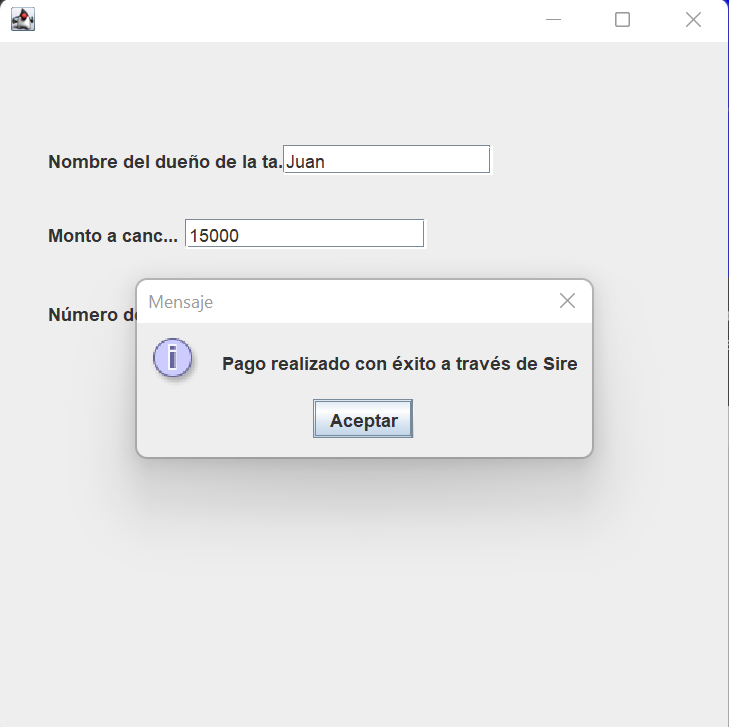 Nombre del dueño de la ta.
Juan
Monto a canc...
15000
Mensaje
Número de
Pago realizado con éxito a través de Sire
Aceptar